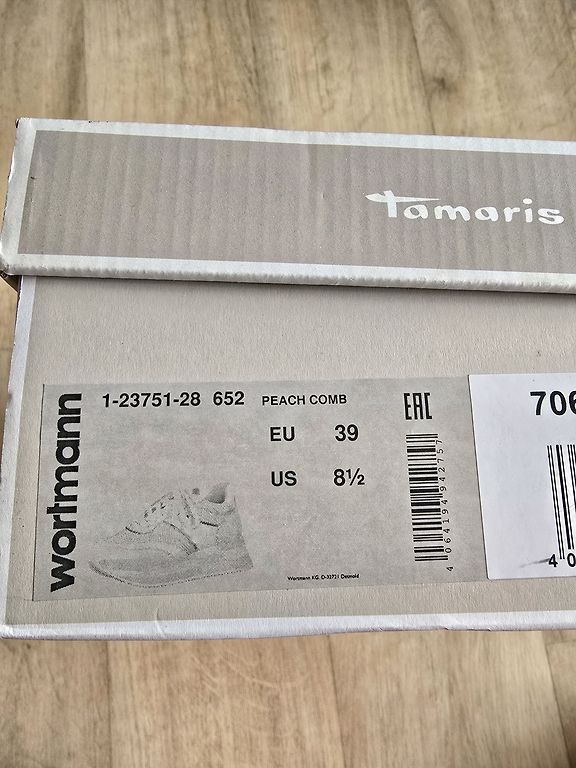 Tamaris
wortmann
1-23751-28 652 PEACH COMB
EAC
EU 39
US 8½
4 064194 942757
Wortmann KG D-32721 Detmold
706
4 0